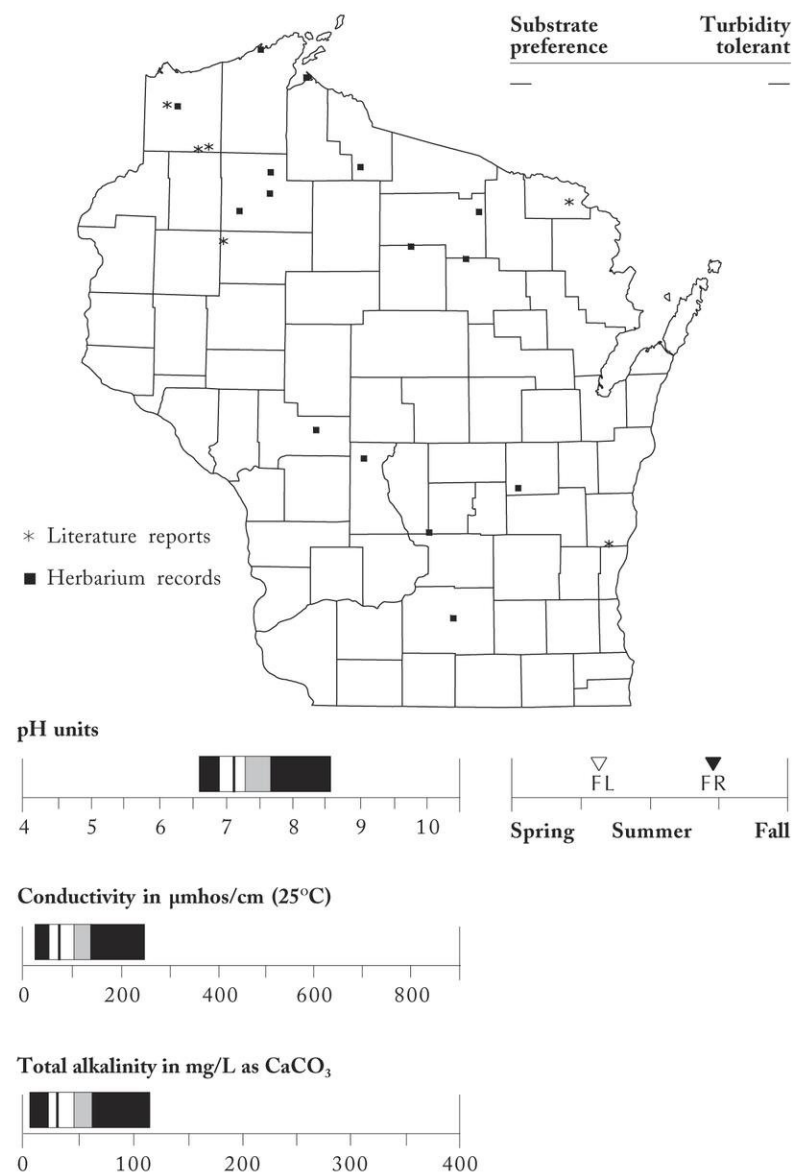 Substrate preference
Turbidity tolerant
—
—
* Literature reports
■ Herbarium records
pH units
4 5 6 7 8 9 10
FL FR
Spring Summer Fall
Conductivity in µmhos/cm (25°C)
0 200 400 600 800
Total alkalinity in mg/L as CaCO₃
0 100 200 300 400